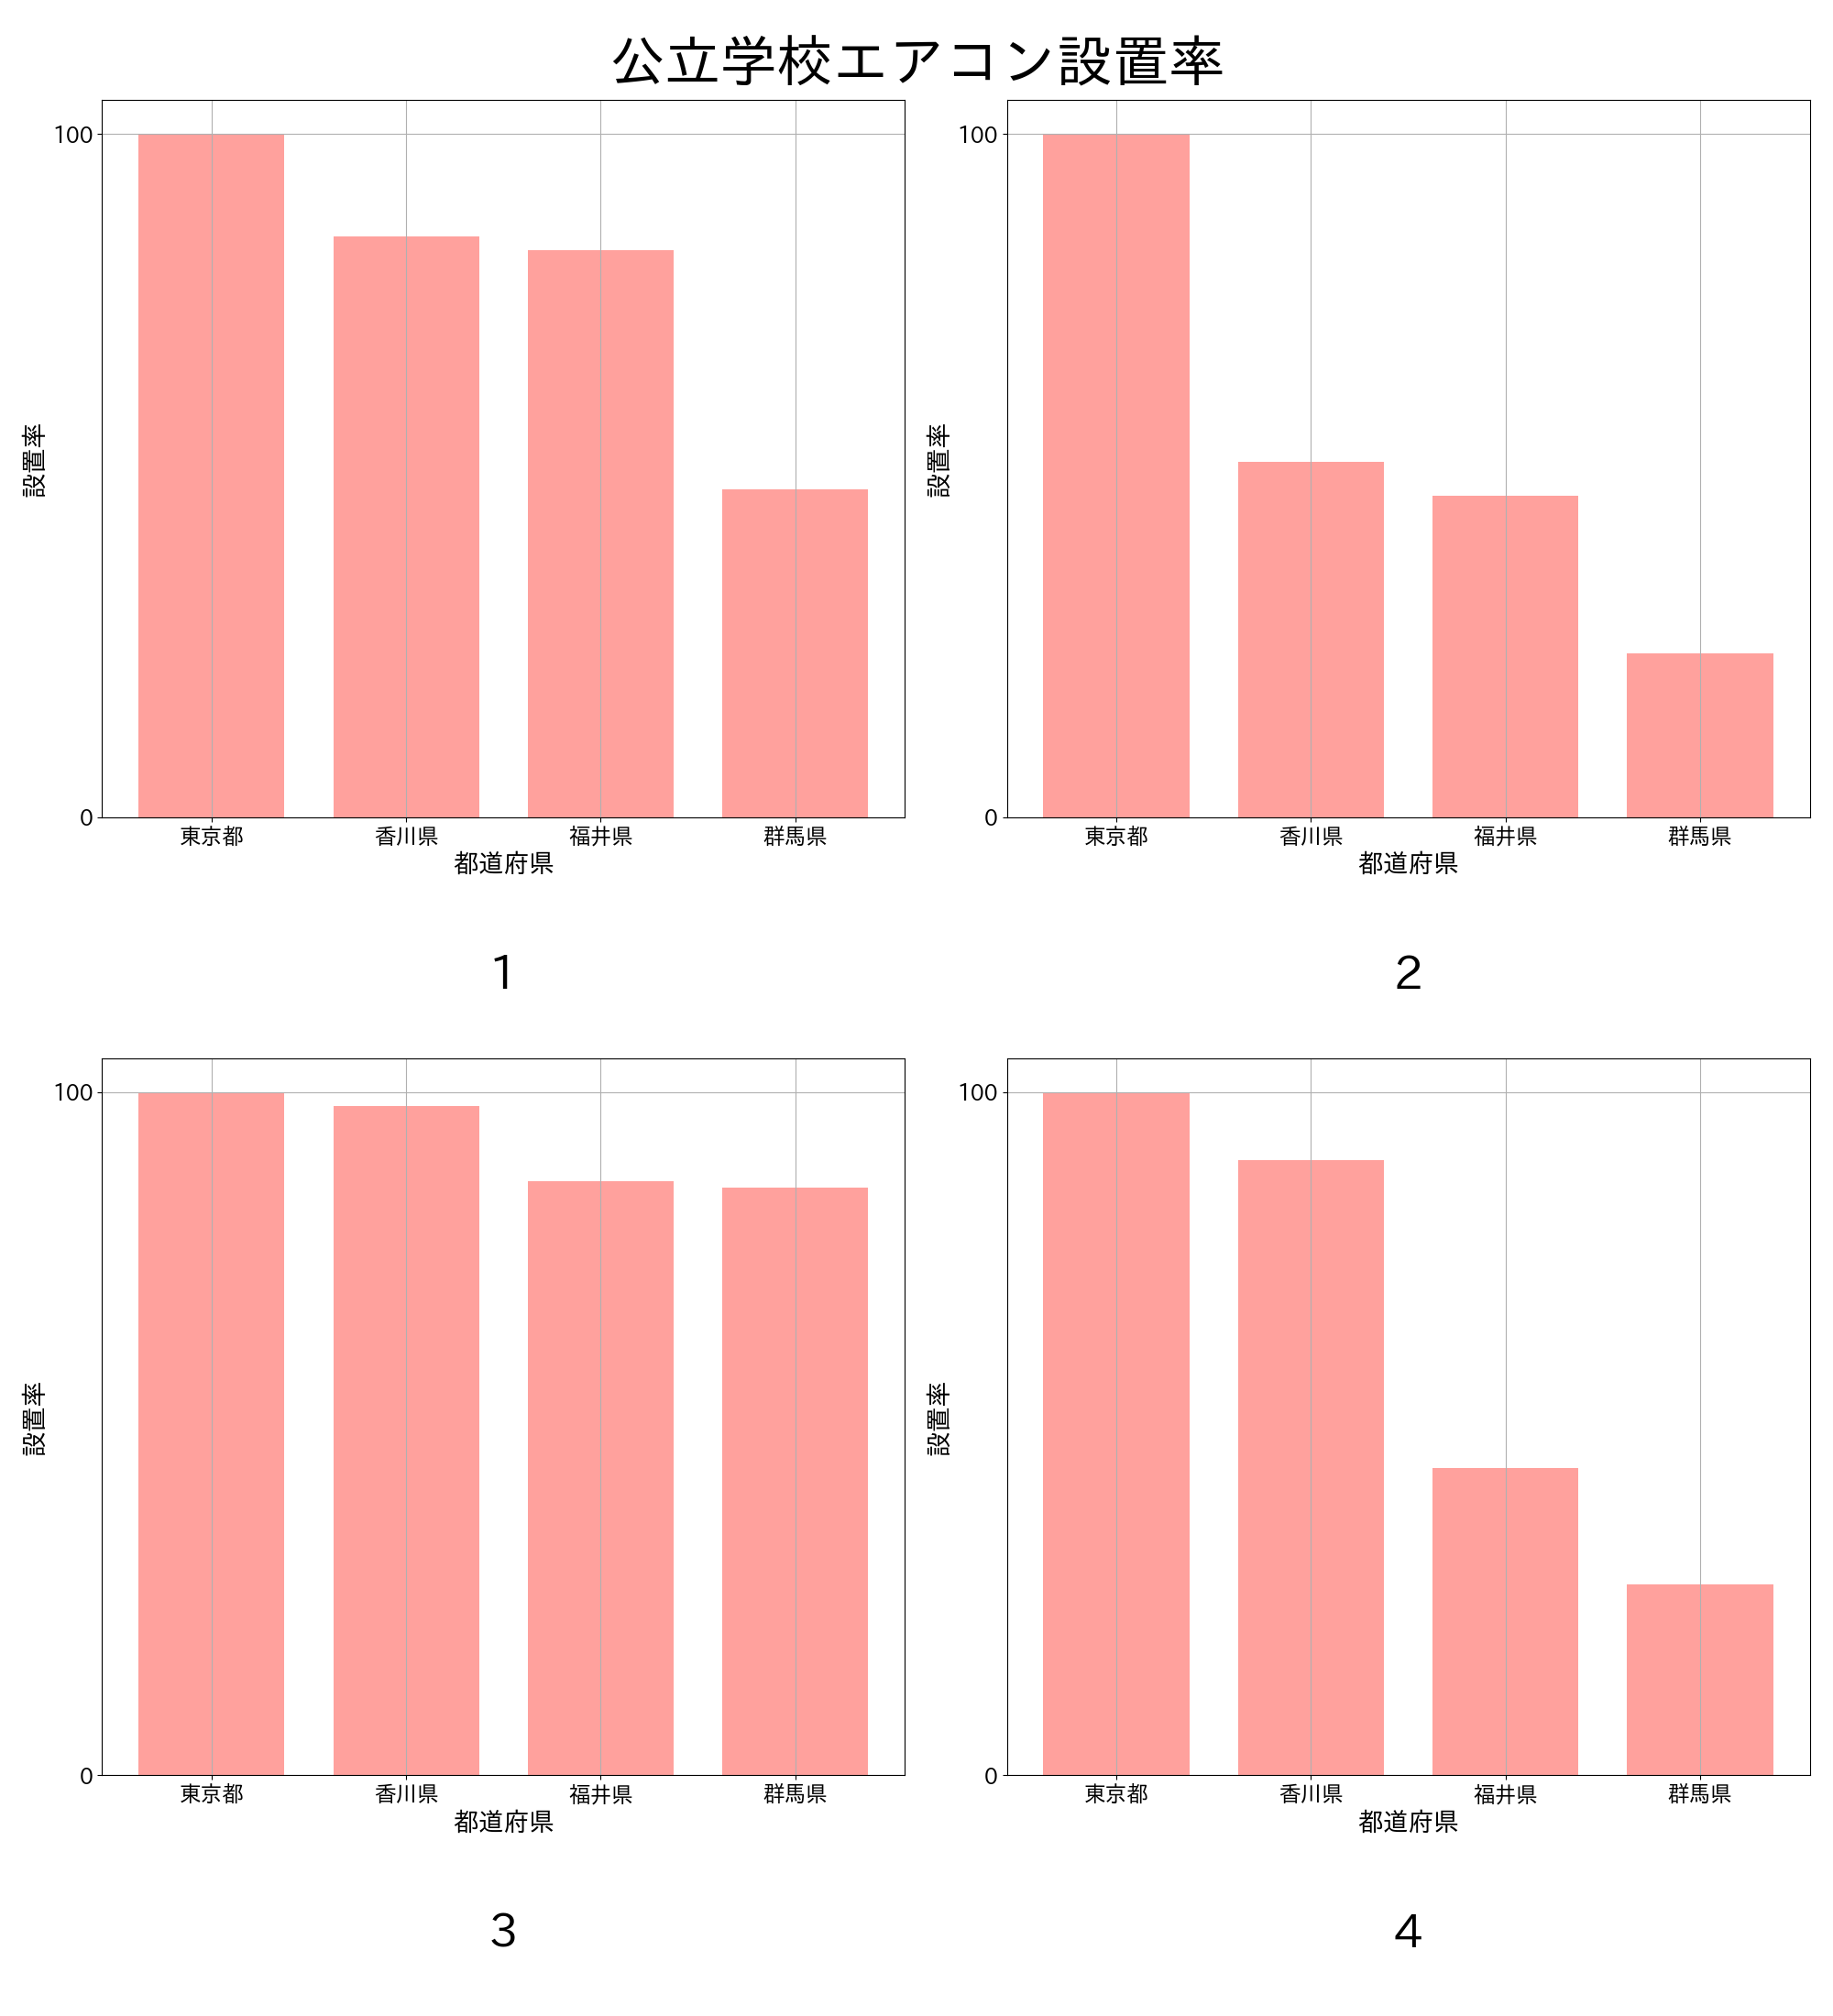 公立学校エアコン設置率
100
0
設置率
東京都 香川県 福井県 群馬県
都道府県
1
100
0
設置率
東京都 香川県 福井県 群馬県
都道府県
2
100
0
設置率
東京都 香川県 福井県 群馬県
都道府県
3
100
0
設置率
東京都 香川県 福井県 群馬県
都道府県
4